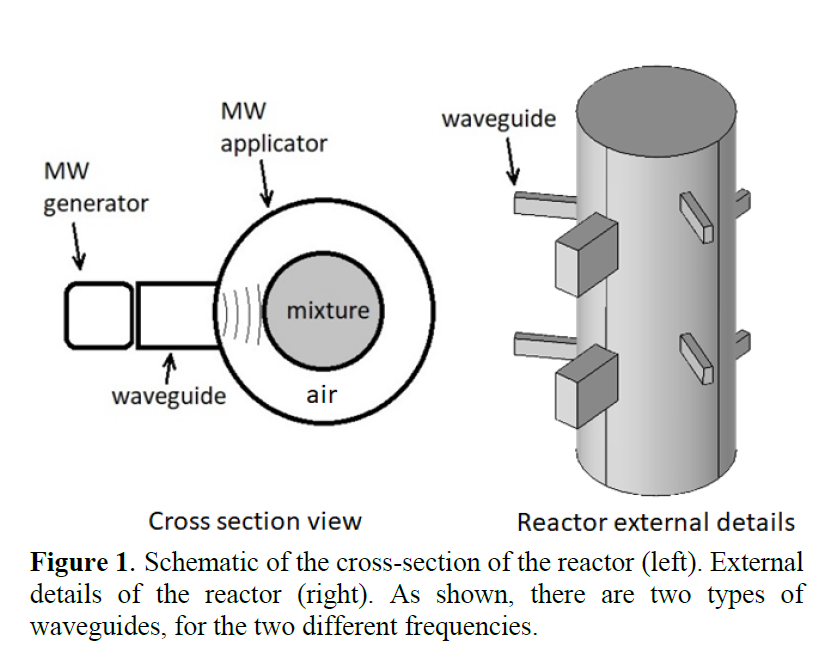 MW
applicator
waveguide
MW
generator
mixture
waveguide
air
Cross section view
Reactor external details
Figure 1. Schematic of the cross-section of the reactor (left). External
details of the reactor (right). As shown, there are two types of
waveguides, for the two different frequencies.